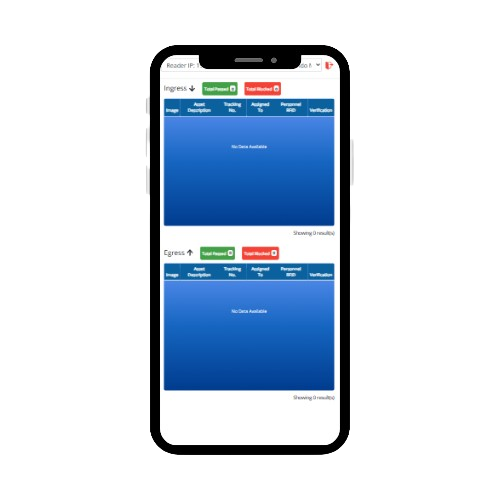 Reader IP:
Ingress ↓ Total Passed 0 Total Blocked 0
Image Asset Description Tracking No. Assigned To Personnel RFID Verification
No Data Available
Showing 0 result(s)
Egress ↑ Total Passed 0 Total Blocked 0
Image Asset Description Tracking No. Assigned To Personnel RFID Verification
No Data Available
Showing 0 result(s)